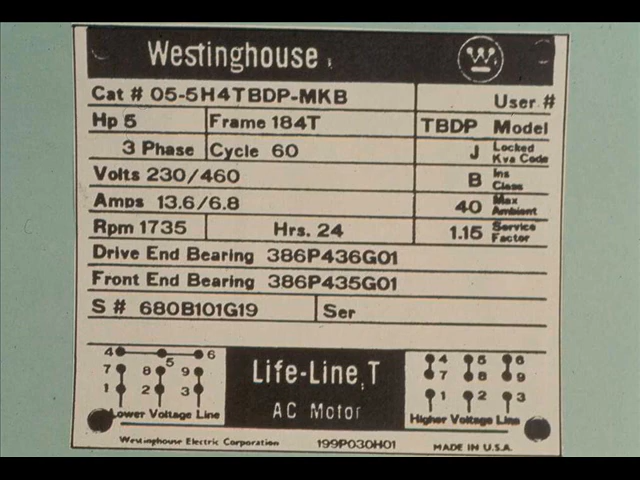 Westinghouse
W
Cat # 05-5H4TBDP-MKB User #
Hp 5 Frame 184T TBDP Model
3 Phase Cycle 60 J Locked Kva Code
Volts 230/460 B Ins Class
Amps 13.6/6.8 40 Max Ambient
Rpm 1735 Hrs. 24 1.15 Service Factor
Drive End Bearing 386P436G01
Front End Bearing 386P435G01
S # 680B101G19 Ser
4 5 6
7 8 9
1 2 3
Lower Voltage Line
Life-Line, T
AC Motor
4 5 6
7 8 9
1 2 3
Higher Voltage Line
Westinghouse Electric Corporation 199P030H01 MADE IN U.S.A.